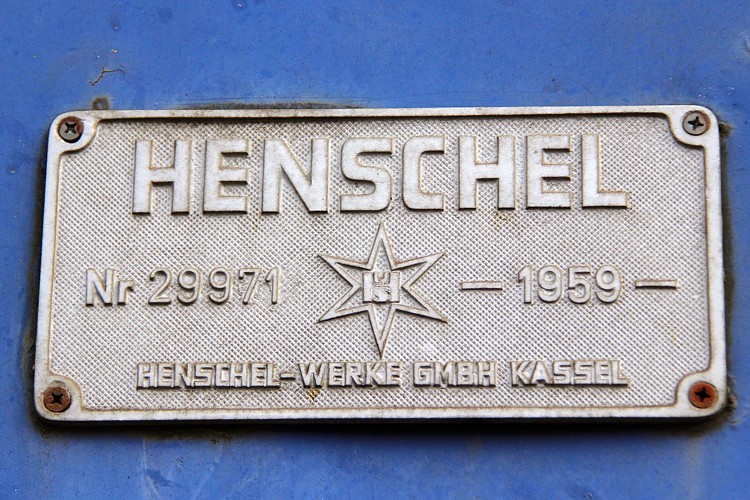 HENSCHEL
Nr 29971 H — 1959 —
HENSCHEL-WERKE GMBH KASSEL